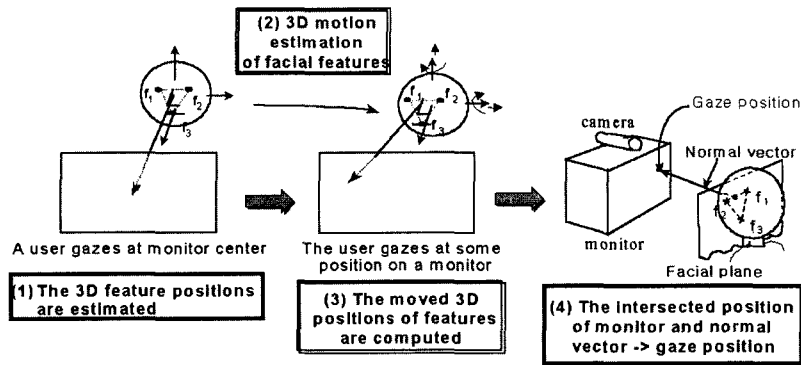 (2) 3D motion
estimation
of facial features
f1
f2
f3
f1
f2
f3
A user gazes at monitor center
(1) The 3D feature positions
are estimated
The user gazes at some
position on a monitor
(3) The moved 3D
positions of features
are computed
Gaze position
camera
Normal vector
f1
f2
f3
monitor
Facial plane
(4) The intersected position
of monitor and normal
vector -> gaze position